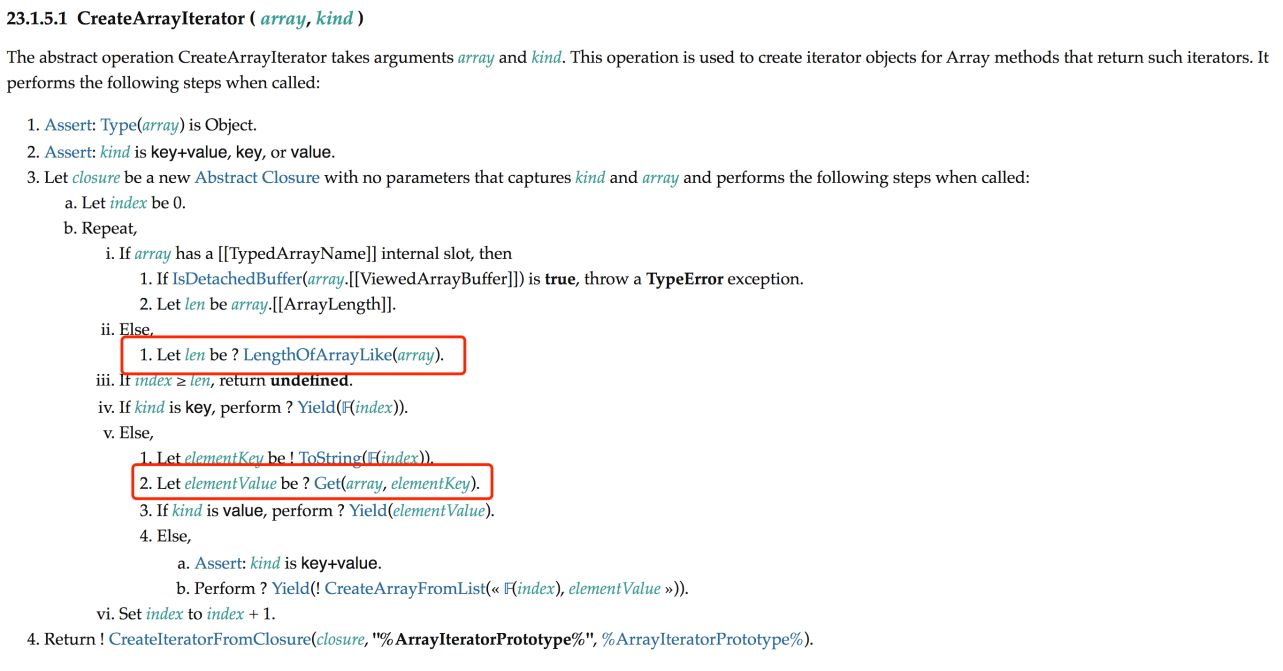 23.1.5.1 CreateArrayIterator ( array, kind )
The abstract operation CreateArrayIterator takes arguments array and kind. This operation is used to create iterator objects for Array methods that return such iterators. It
performs the following steps when called:
1. Assert: Type(array) is Object.
2. Assert: kind is key+value, key, or value.
3. Let closure be a new Abstract Closure with no parameters that captures kind and array and performs the following steps when called:
a. Let index be 0.
b. Repeat,
i. If array has a [[TypedArrayName]] internal slot, then
1. If IsDetachedBuffer(array.[[ViewedArrayBuffer]]) is true, throw a TypeError exception.
2. Let len be array.[[ArrayLength]].
ii. Else,
1. Let len be ? LengthOfArrayLike(array).
iii. If index ≥ len, return undefined.
iv. If kind is key, perform ? Yield(𝔽(index)).
v. Else,
1. Let elementKey be ! ToString(𝔽(index)).
2. Let elementValue be ? Get(array, elementKey).
3. If kind is value, perform ? Yield(elementValue).
4. Else,
a. Assert: kind is key+value.
b. Perform ? Yield(! CreateArrayFromList(« 𝔽(index), elementValue »)).
vi. Set index to index + 1.
4. Return ! CreateIteratorFromClosure(closure, "%ArrayIteratorPrototype%", %ArrayIteratorPrototype%).